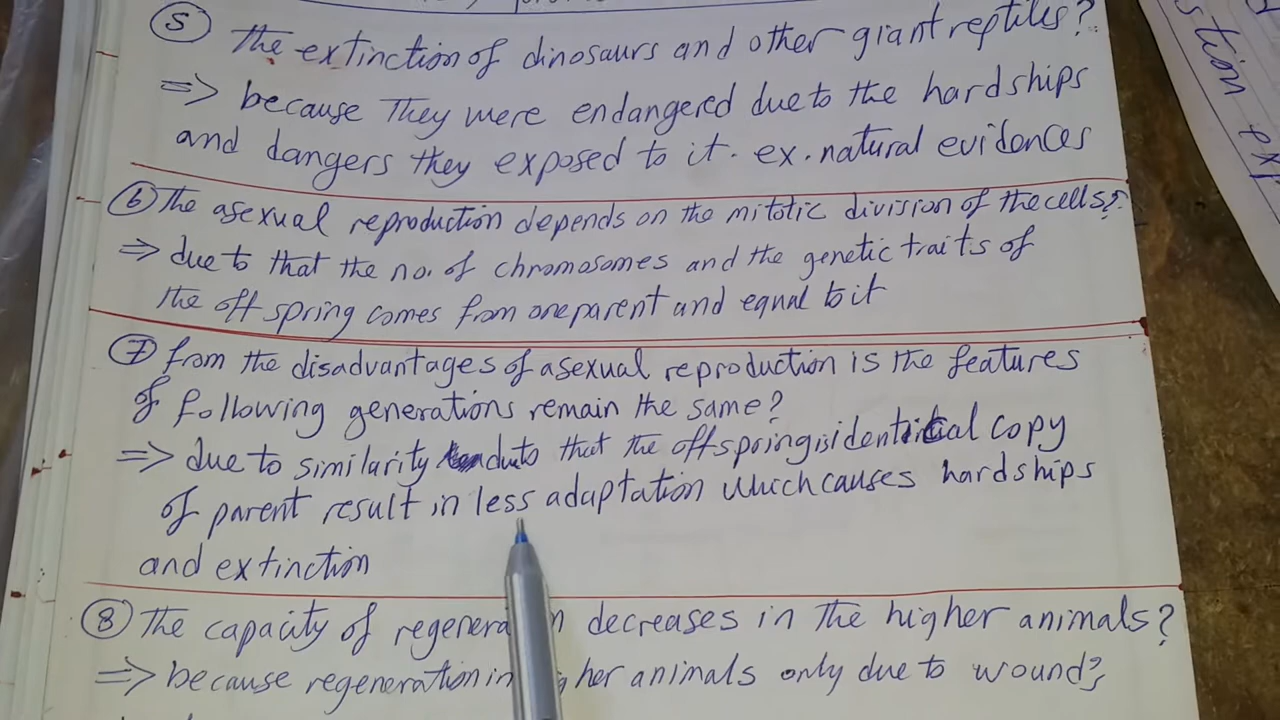 ⑤ The extinction of dinosaurs and other giant reptiles?
=> because They were endangered due to the hardships
and dangers they exposed to it. ex. natural evidences
⑥ The asexual reproduction depends on the mitotic division of the cells?
=> due to that the no. of chromosomes and the genetic traits of
the offspring comes from one parent and equal to it
⑦ from the disadvantages of asexual reproduction is the features
of following generations remain the same?
=> due to similarity due to that the offspring is identical copy
of parent result in less adaptation which causes hardships
and extinction
⑧ The capacity of decreases in the higher animals?
=> because regeneration in animals only due to wound
stion